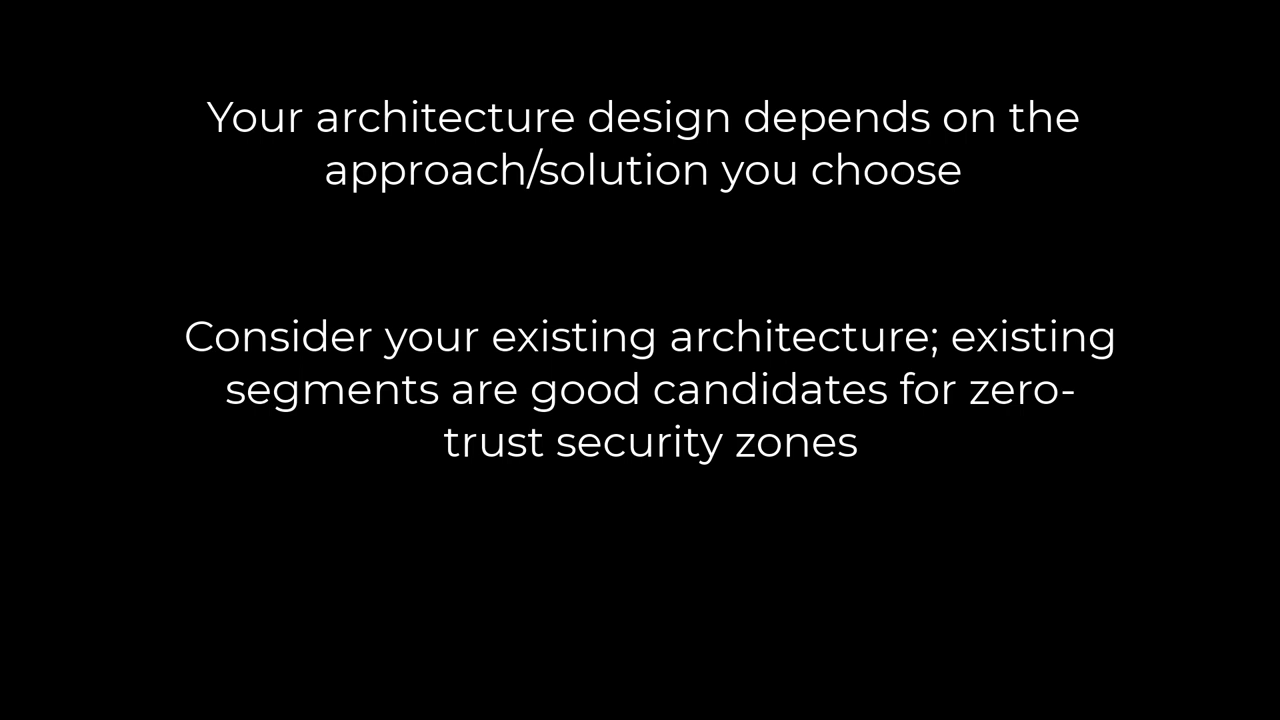 Your architecture design depends on the
approach/solution you choose
Consider your existing architecture; existing
segments are good candidates for zero-
trust security zones